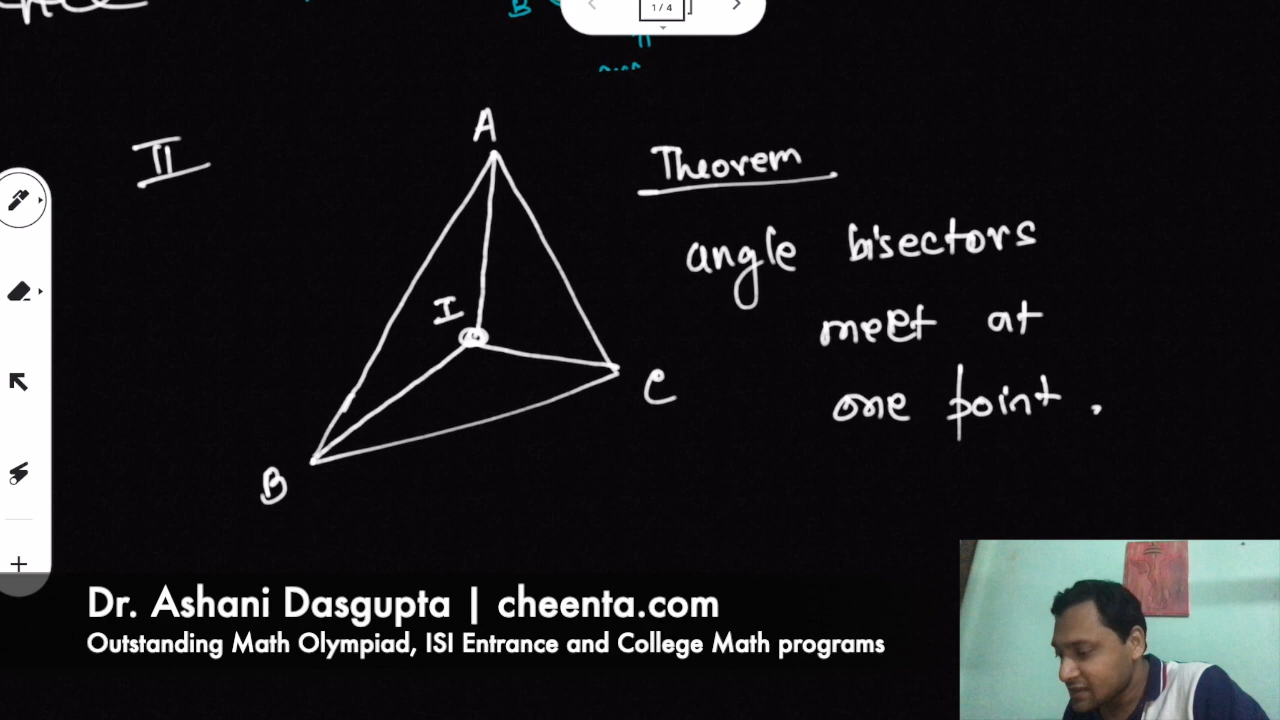 B
1 / 4
II
A
Theorem
angle bisectors
I
meet at
C
one point.
B
Dr. Ashani Dasgupta | cheenta.com
Outstanding Math Olympiad, ISI Entrance and College Math programs